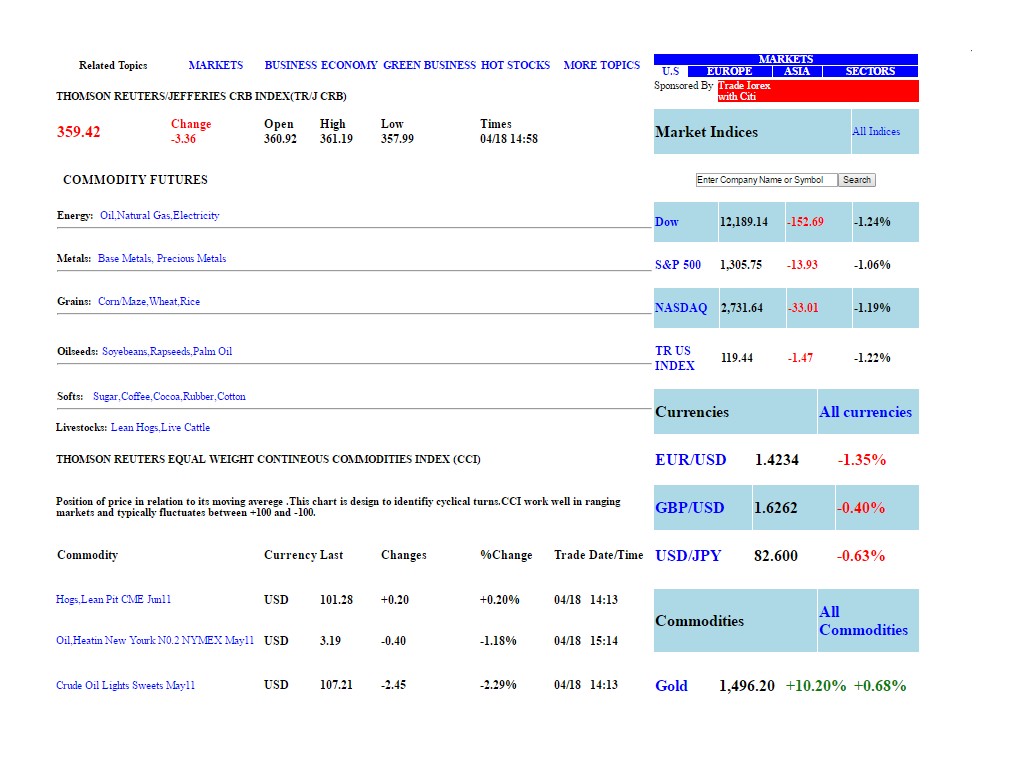 Related Topics MARKETS BUSINESS ECONOMY GREEN BUSINESS HOT STOCKS MORE TOPICS
THOMSON REUTERS/JEFFERIES CRB INDEX(TR/J CRB)
359.42 Change -3.36 Open 360.92 High 361.19 Low 357.99 Times 04/18 14:58
COMMODITY FUTURES
Energy: Oil,Natural Gas,Electricity
Metals: Base Metals, Precious Metals
Grains: Corn/Maze,Wheat,Rice
Oilseeds: Soyebeans,Rapseeds,Palm Oil
Softs: Sugar,Coffee,Cocoa,Rubber,Cotton
Livestocks: Lean Hogs,Live Cattle
THOMSON REUTERS EQUAL WEIGHT CONTINEOUS COMMODITIES INDEX (CCI)
Position of price in relation to its moving averege .This chart is design to identifiy cyclical turns.CCI work well in ranging
markets and typically fluctuates between +100 and -100.
Commodity Currency Last Changes %Change Trade Date/Time
Hogs,Lean Pit CME Jun11 USD 101.28 +0.20 +0.20% 04/18 14:13
Oil,Heatin New Yourk N0.2 NYMEX May11 USD 3.19 -0.40 -1.18% 04/18 15:14
Crude Oil Lights Sweets May11 USD 107.21 -2.45 -2.29% 04/18 14:13
MARKETS
U.S EUROPE ASIA SECTORS
Sponsored By Trade Iorex
with Citi
Market Indices All Indices
Enter Company Name or Symbol Search
Dow 12,189.14 -152.69 -1.24%
S&P 500 1,305.75 -13.93 -1.06%
NASDAQ 2,731.64 -33.01 -1.19%
TR US
INDEX 119.44 -1.47 -1.22%
Currencies All currencies
EUR/USD 1.4234 -1.35%
GBP/USD 1.6262 -0.40%
USD/JPY 82.600 -0.63%
Commodities All
Commodities
Gold 1,496.20 +10.20% +0.68%